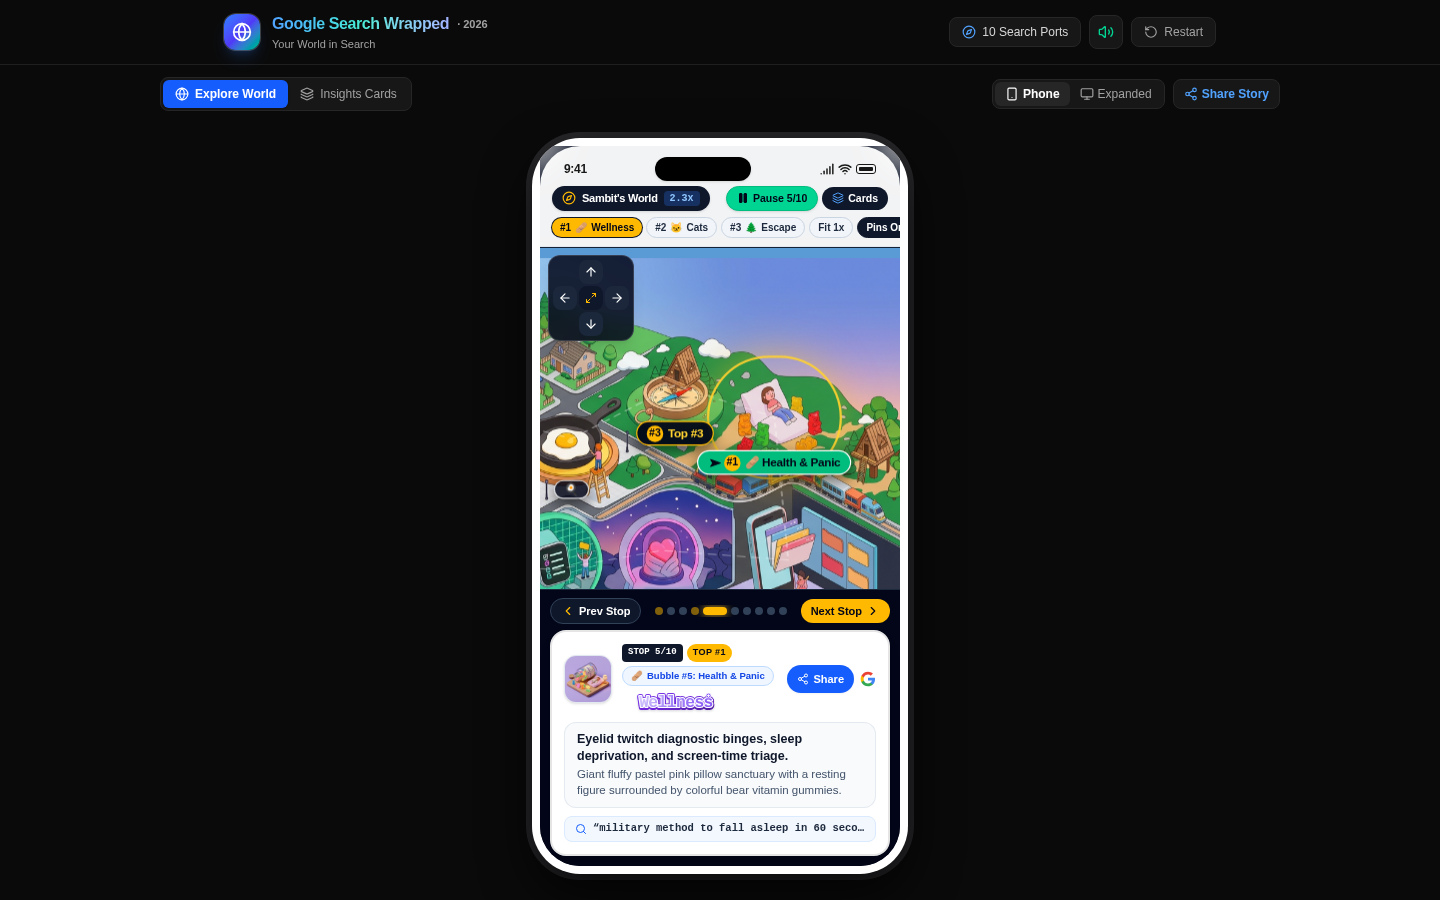 Google Search Wrapped · 2026
Your World in Search
10 Search Ports
Restart
Explore World
Insights Cards
Phone
Expanded
Share Story
9:41
Sambit's World 2.3x
Pause 5/10
Cards
#1 Wellness
#2 Cats
#3 Escape
Fit 1x
Pins
#3 Top #3
#1 Health & Panic
Prev Stop
Next Stop
STOP 5/10 TOP #1
Bubble #5: Health & Panic
Share
Wellness
Eyelid twitch diagnostic binges, sleep
deprivation, and screen-time triage.
Giant fluffy pastel pink pillow sanctuary with a resting
figure surrounded by colorful bear vitamin gummies.
“military method to fall asleep in 60 seco…